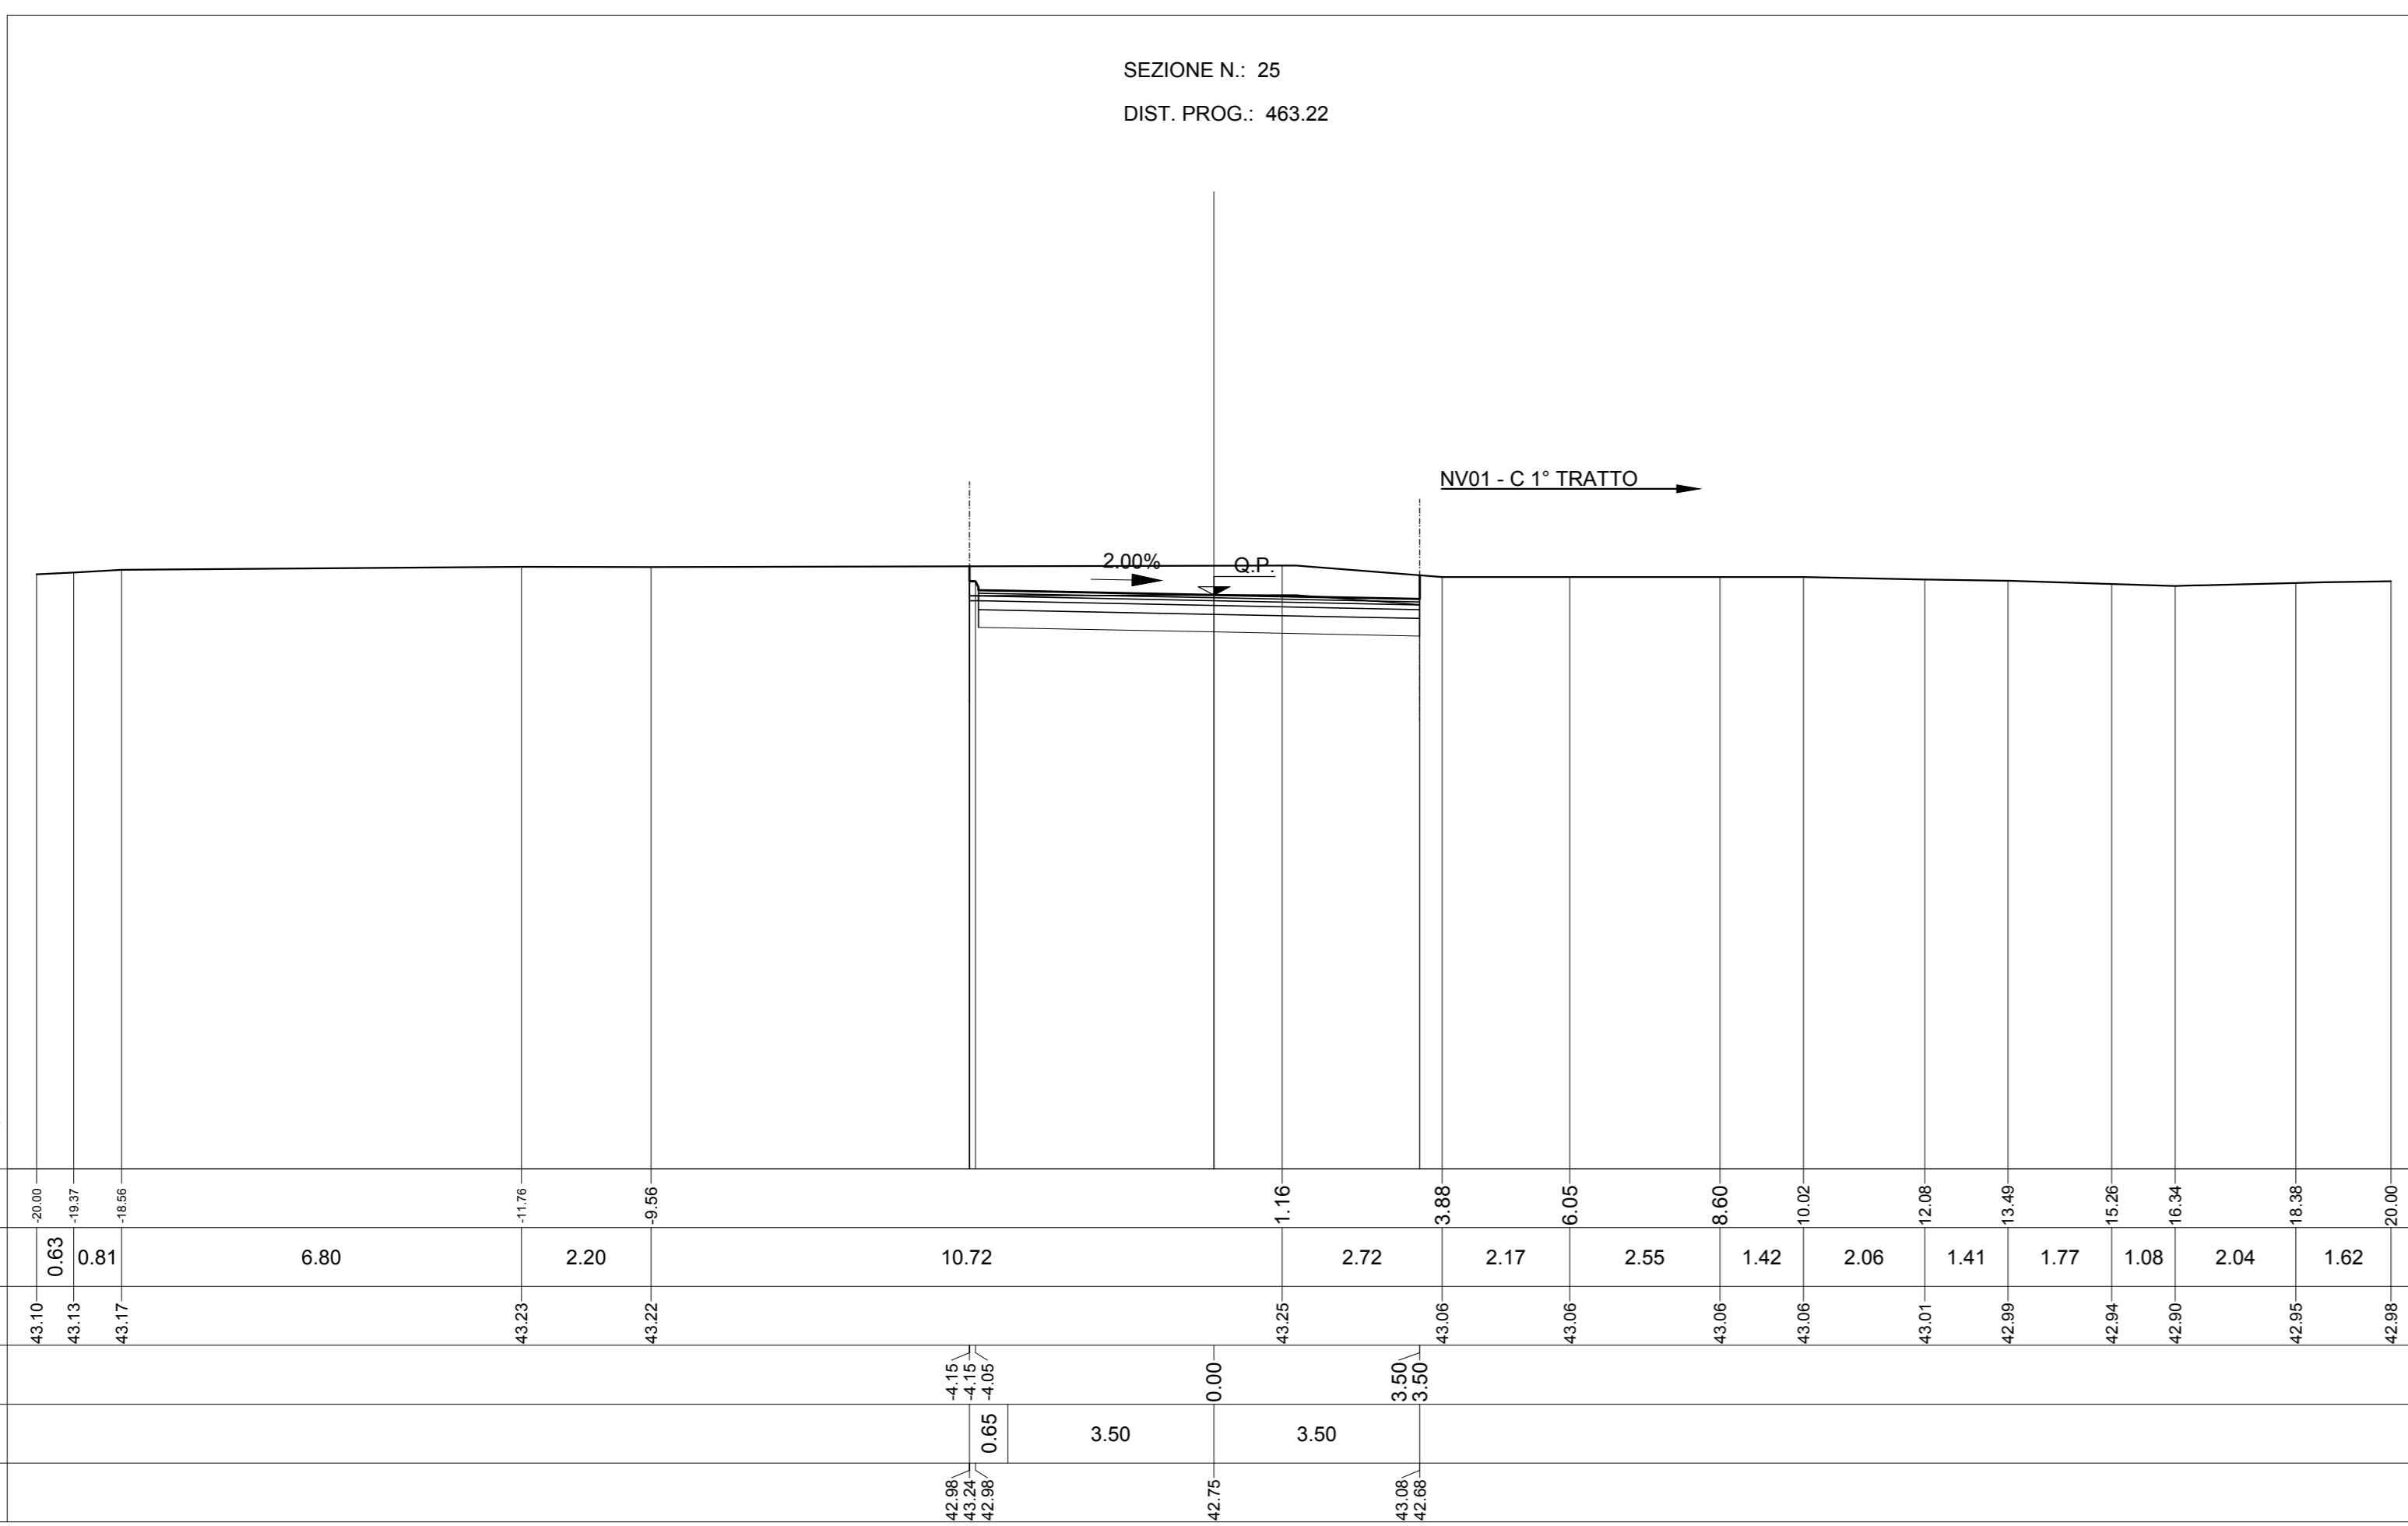 SEZIONE N.: 25
DIST. PROG.: 463.22
NV01 - C 1° TRATTO
2.00%
Q.P.
-20.00 -19.37 -18.56 -11.76 -9.56 1.16 3.88 6.05 8.60 10.02 12.08 13.49 15.26 16.34 18.38 20.00
0.63 0.81 6.80 2.20 10.72 2.72 2.17 2.55 1.42 2.06 1.41 1.77 1.08 2.04 1.62
43.10 43.13 43.17 43.23 43.22 43.25 43.06 43.06 43.06 43.06 43.01 42.99 42.94 42.90 42.95 42.98
-4.15 -4.15 -4.05 0.00 3.50 3.50
0.65 3.50 3.50
42.98 43.24 42.98 42.75 43.08 42.68